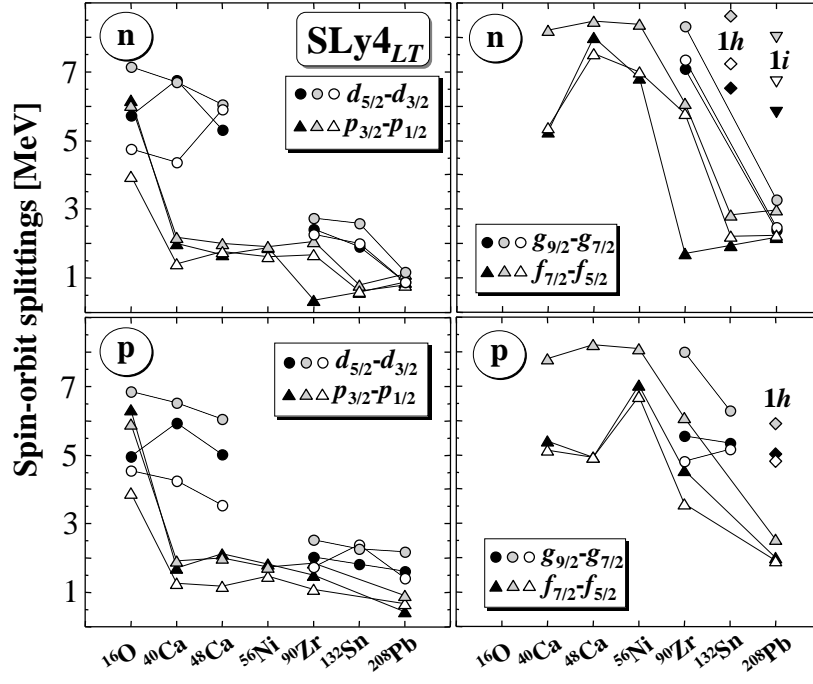 n
SLy4LT
d5/2-d3/2
p3/2-p1/2
7
5
3
1
n
1h
1i
g9/2-g7/2
f7/2-f5/2
Spin-orbit splittings [MeV]
p
d5/2-d3/2
p3/2-p1/2
7
5
3
1
p
1h
g9/2-g7/2
f7/2-f5/2
16O 40Ca 48Ca 56Ni 90Zr 132Sn 208Pb
16O 40Ca 48Ca 56Ni 90Zr 132Sn 208Pb